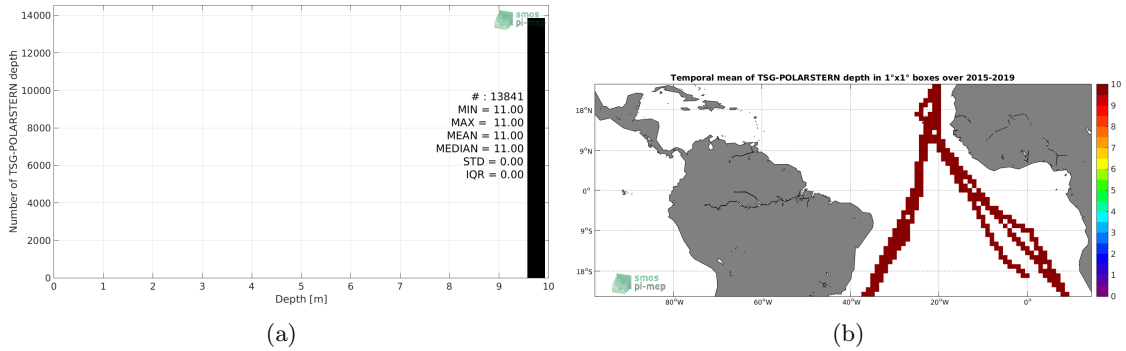 14000
12000
10000
8000
6000
4000
2000
0
Number of TSG-POLARSTERN depth
smos
pi-mep
# : 13841
MIN = 11.00
MAX = 11.00
MEAN = 11.00
MEDIAN = 11.00
STD = 0.00
IQR = 0.00
0 1 2 3 4 5 6 7 8 9 10
Depth [m]
(a)
Temporal mean of TSG-POLARSTERN depth in 1°x1° boxes over 2015-2019
18°N
9°N
0°
9°S
18°S
smos
pi-mep
80°W 60°W 40°W 20°W 0°
10
9
8
7
6
5
4
3
2
1
0
(b)